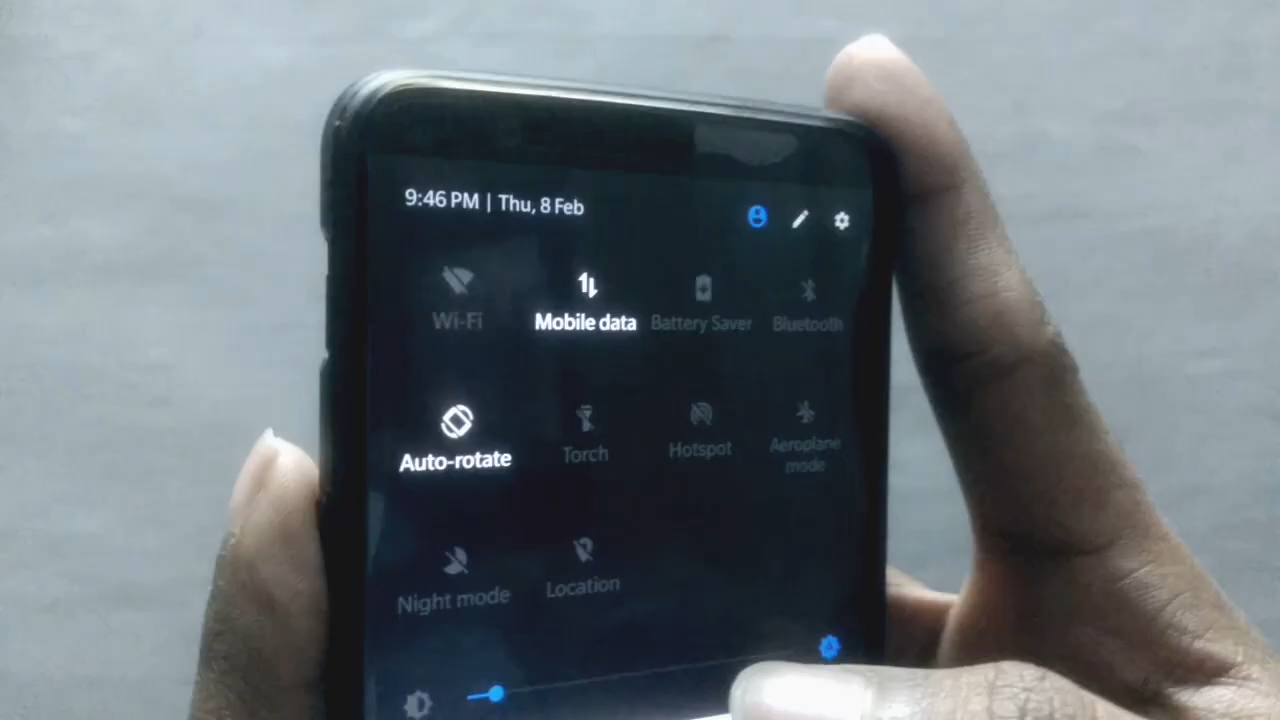 9:46 PM | Thu, 8 Feb
Wi-Fi
Mobile data
Battery Saver
Bluetooth
Auto-rotate
Torch
Hotspot
Aeroplane
mode
Night mode
Location